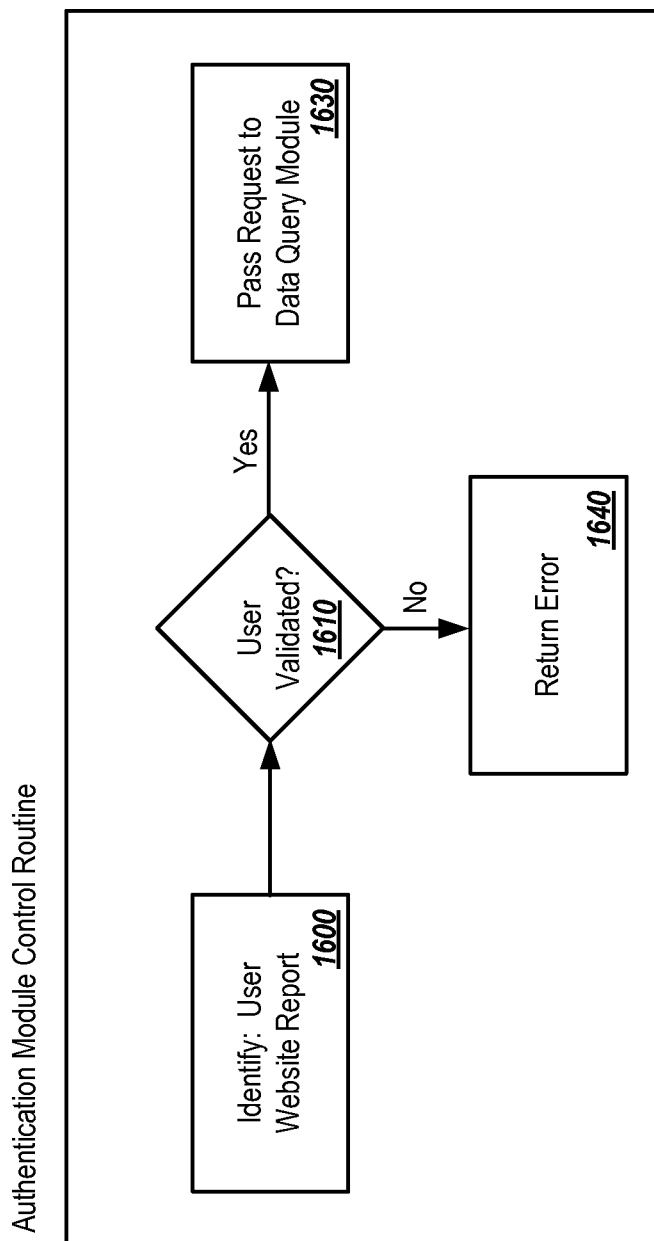 Authentication Module Control Routine
Identify:  User
Website Report
1600
User
Validated?
1610
Yes
Pass Request to
Data Query Module
1630
No
Return Error
1640